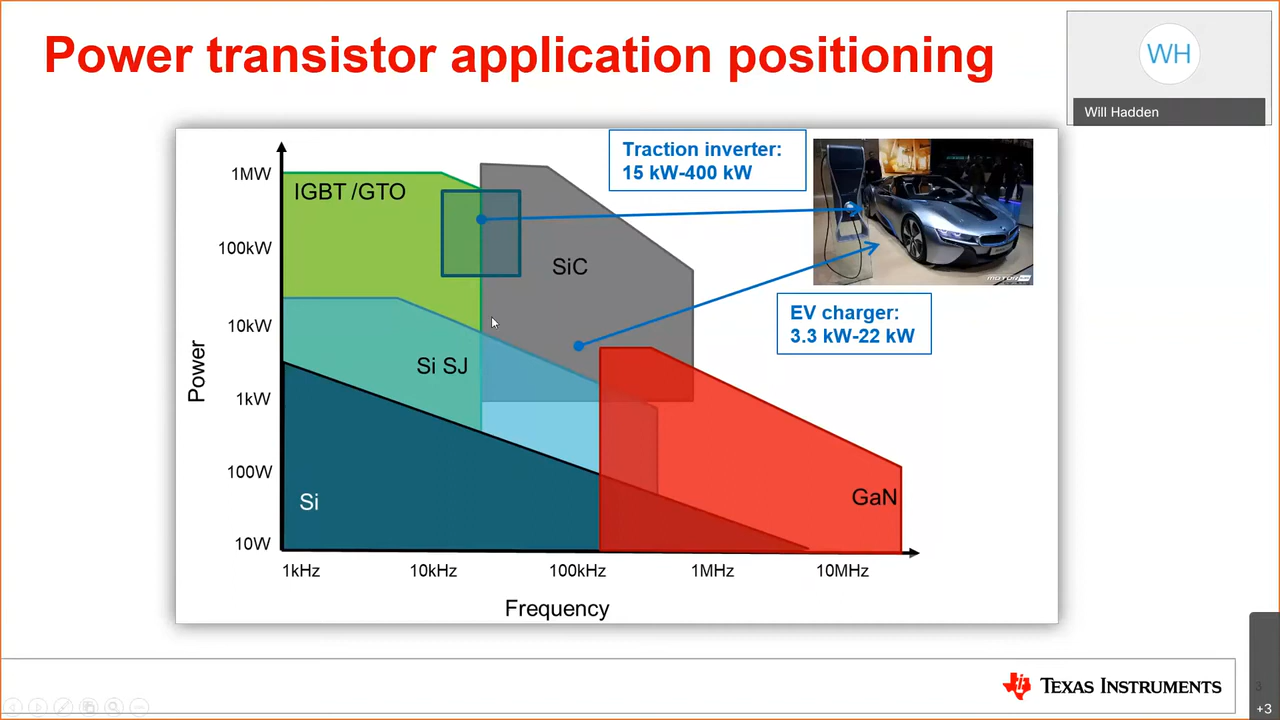 Power transistor application positioning
WH
Will Hadden
Traction inverter:
15 kW-400 kW
1MW
IGBT /GTO
100kW
SiC
EV charger:
3.3 kW-22 kW
10kW
Si SJ
Power
1kW
100W
GaN
Si
10W
1kHz
10kHz
100kHz
1MHz
10MHz
Frequency
TEXAS INSTRUMENTS
3
+3